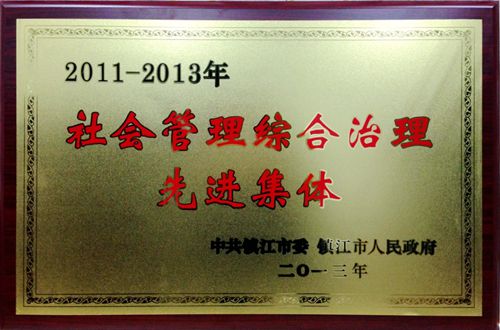 2011-2013年
社会管理综合治理
先进集体
中共镇江市委 镇江市人民政府
二〇一三年